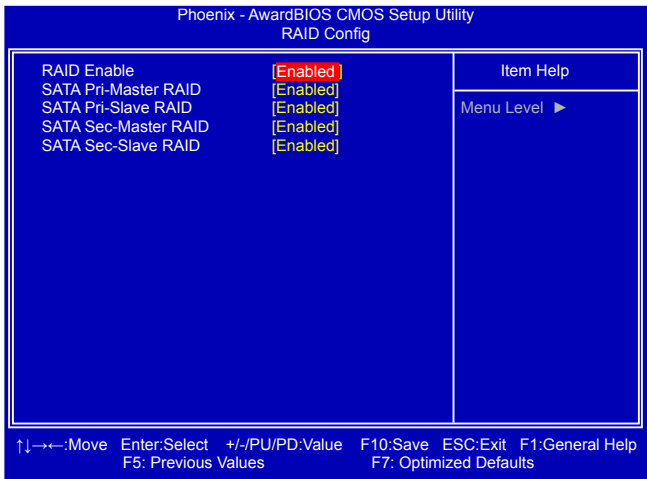 Phoenix - AwardBIOS CMOS Setup Utility
RAID Config
RAID Enable [Enabled ]
SATA Pri-Master RAID [Enabled]
SATA Pri-Slave RAID [Enabled]
SATA Sec-Master RAID [Enabled]
SATA Sec-Slave RAID [Enabled]
Item Help
Menu Level ►
↑↓→←:Move Enter:Select +/-/PU/PD:Value F10:Save ESC:Exit F1:General Help
F5: Previous Values F7: Optimized Defaults